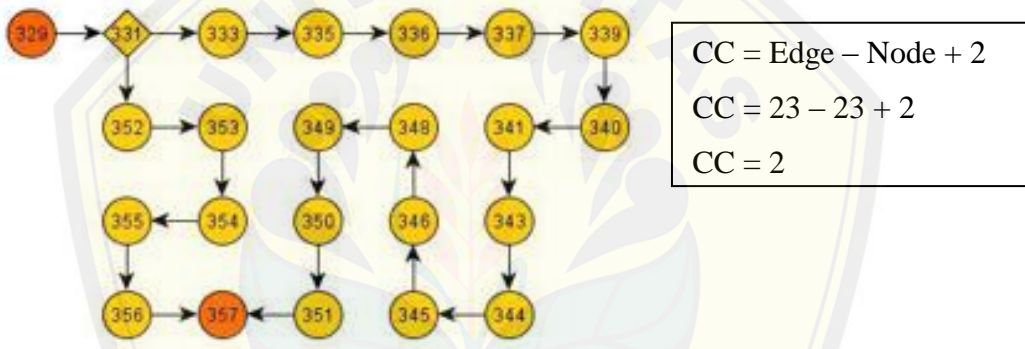 329 331 333 335 336 337 339
352 353 349 348 341 340
355 354 350 346 343
356 357 351 345 344
CC = Edge – Node + 2
CC = 23 – 23 + 2
CC = 2